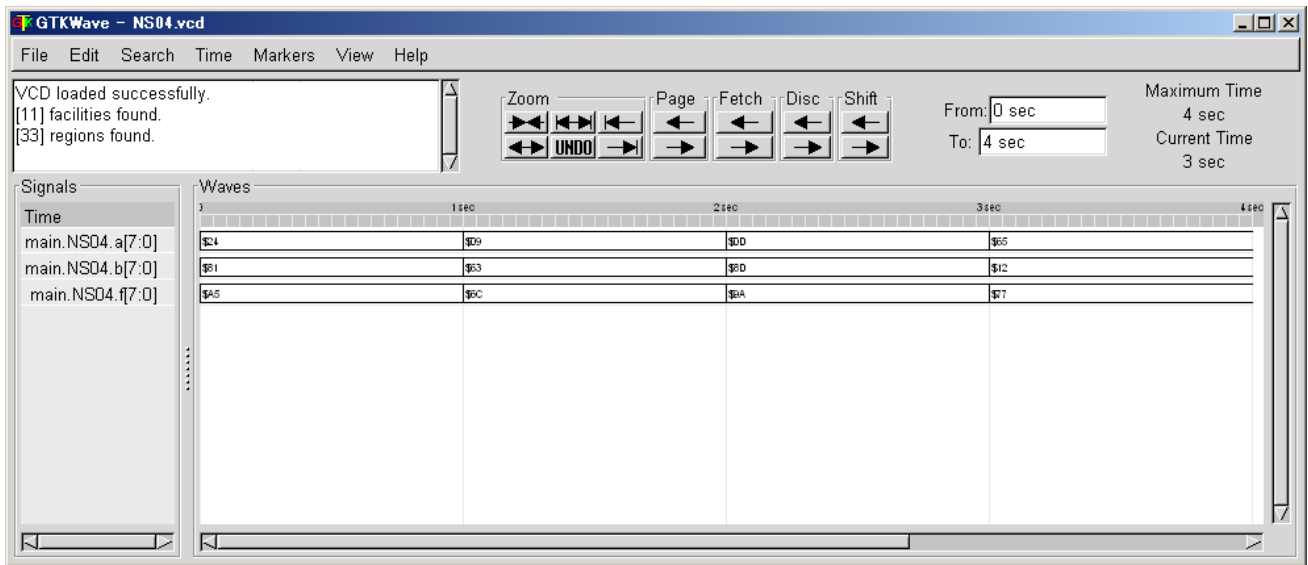 GTKWave - NS04.vcd
File Edit Search Time Markers View Help
VCD loaded successfully.
[11] facilities found.
[33] regions found.
Zoom Page Fetch Disc Shift
UNDO
From: 0 sec
To: 4 sec
Maximum Time
4 sec
Current Time
3 sec
Signals
Time
main.NS04.a[7:0]
main.NS04.b[7:0]
main.NS04.f[7:0]
Waves
1 sec 2 sec 3 sec 4 sec
$24 $09 $0D $65
$81 $63 $8D $12
$A5 $6C $9A $77